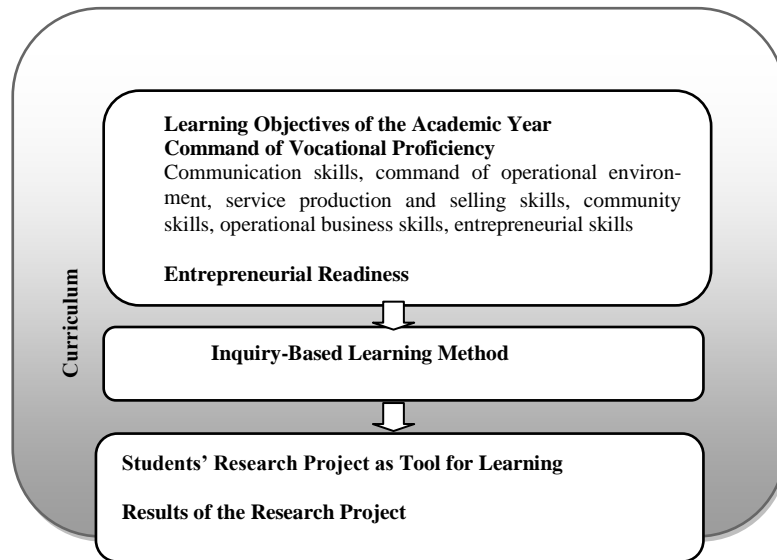 Learning Objectives of the Academic Year
Command of Vocational Proficiency
Communication skills, command of operational environ-
ment, service production and selling skills, community
skills, operational business skills, entrepreneurial skills
Entrepreneurial Readiness
Curriculum
Inquiry-Based Learning Method
Students’ Research Project as Tool for Learning
Results of the Research Project